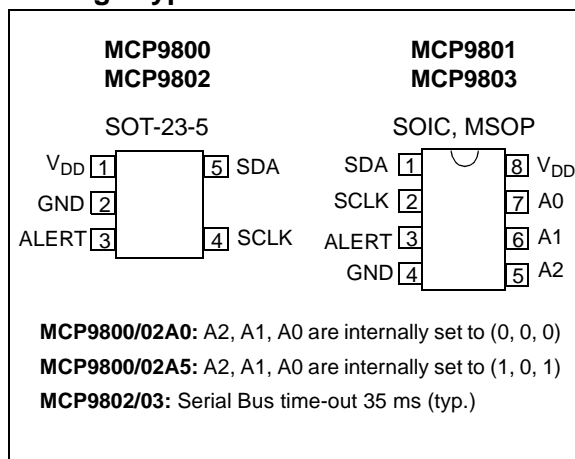 MCP9800
MCP9802
MCP9801
MCP9803
SOT-23-5
SOIC, MSOP
VDD 1
5 SDA
GND 2
ALERT 3
4 SCLK
SDA 1
8 VDD
SCLK 2
7 A0
ALERT 3
6 A1
GND 4
5 A2
MCP9800/02A0: A2, A1, A0 are internally set to (0, 0, 0)
MCP9800/02A5: A2, A1, A0 are internally set to (1, 0, 1)
MCP9802/03: Serial Bus time-out 35 ms (typ.)